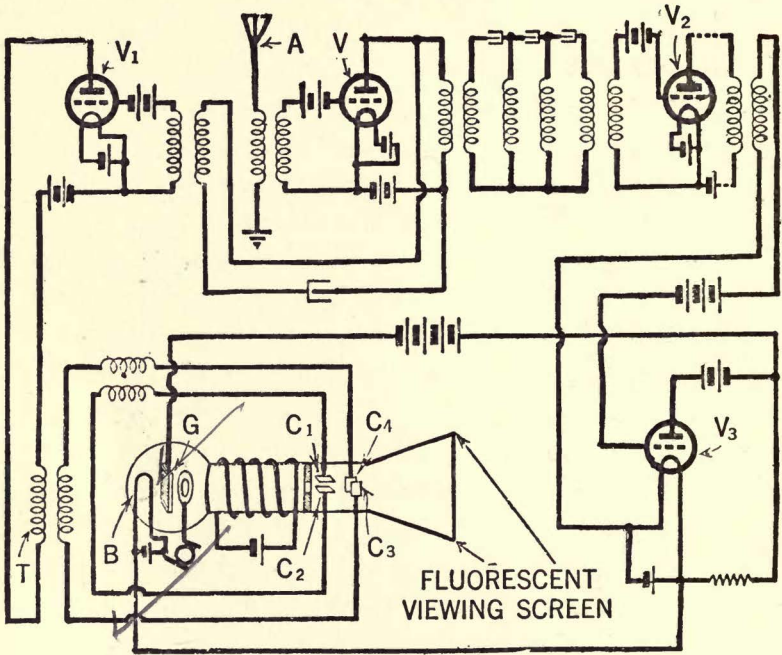 V1
A
V
V2
V3
G
C1
C4
B
C2
C3
T
FLUORESCENT
VIEWING SCREEN